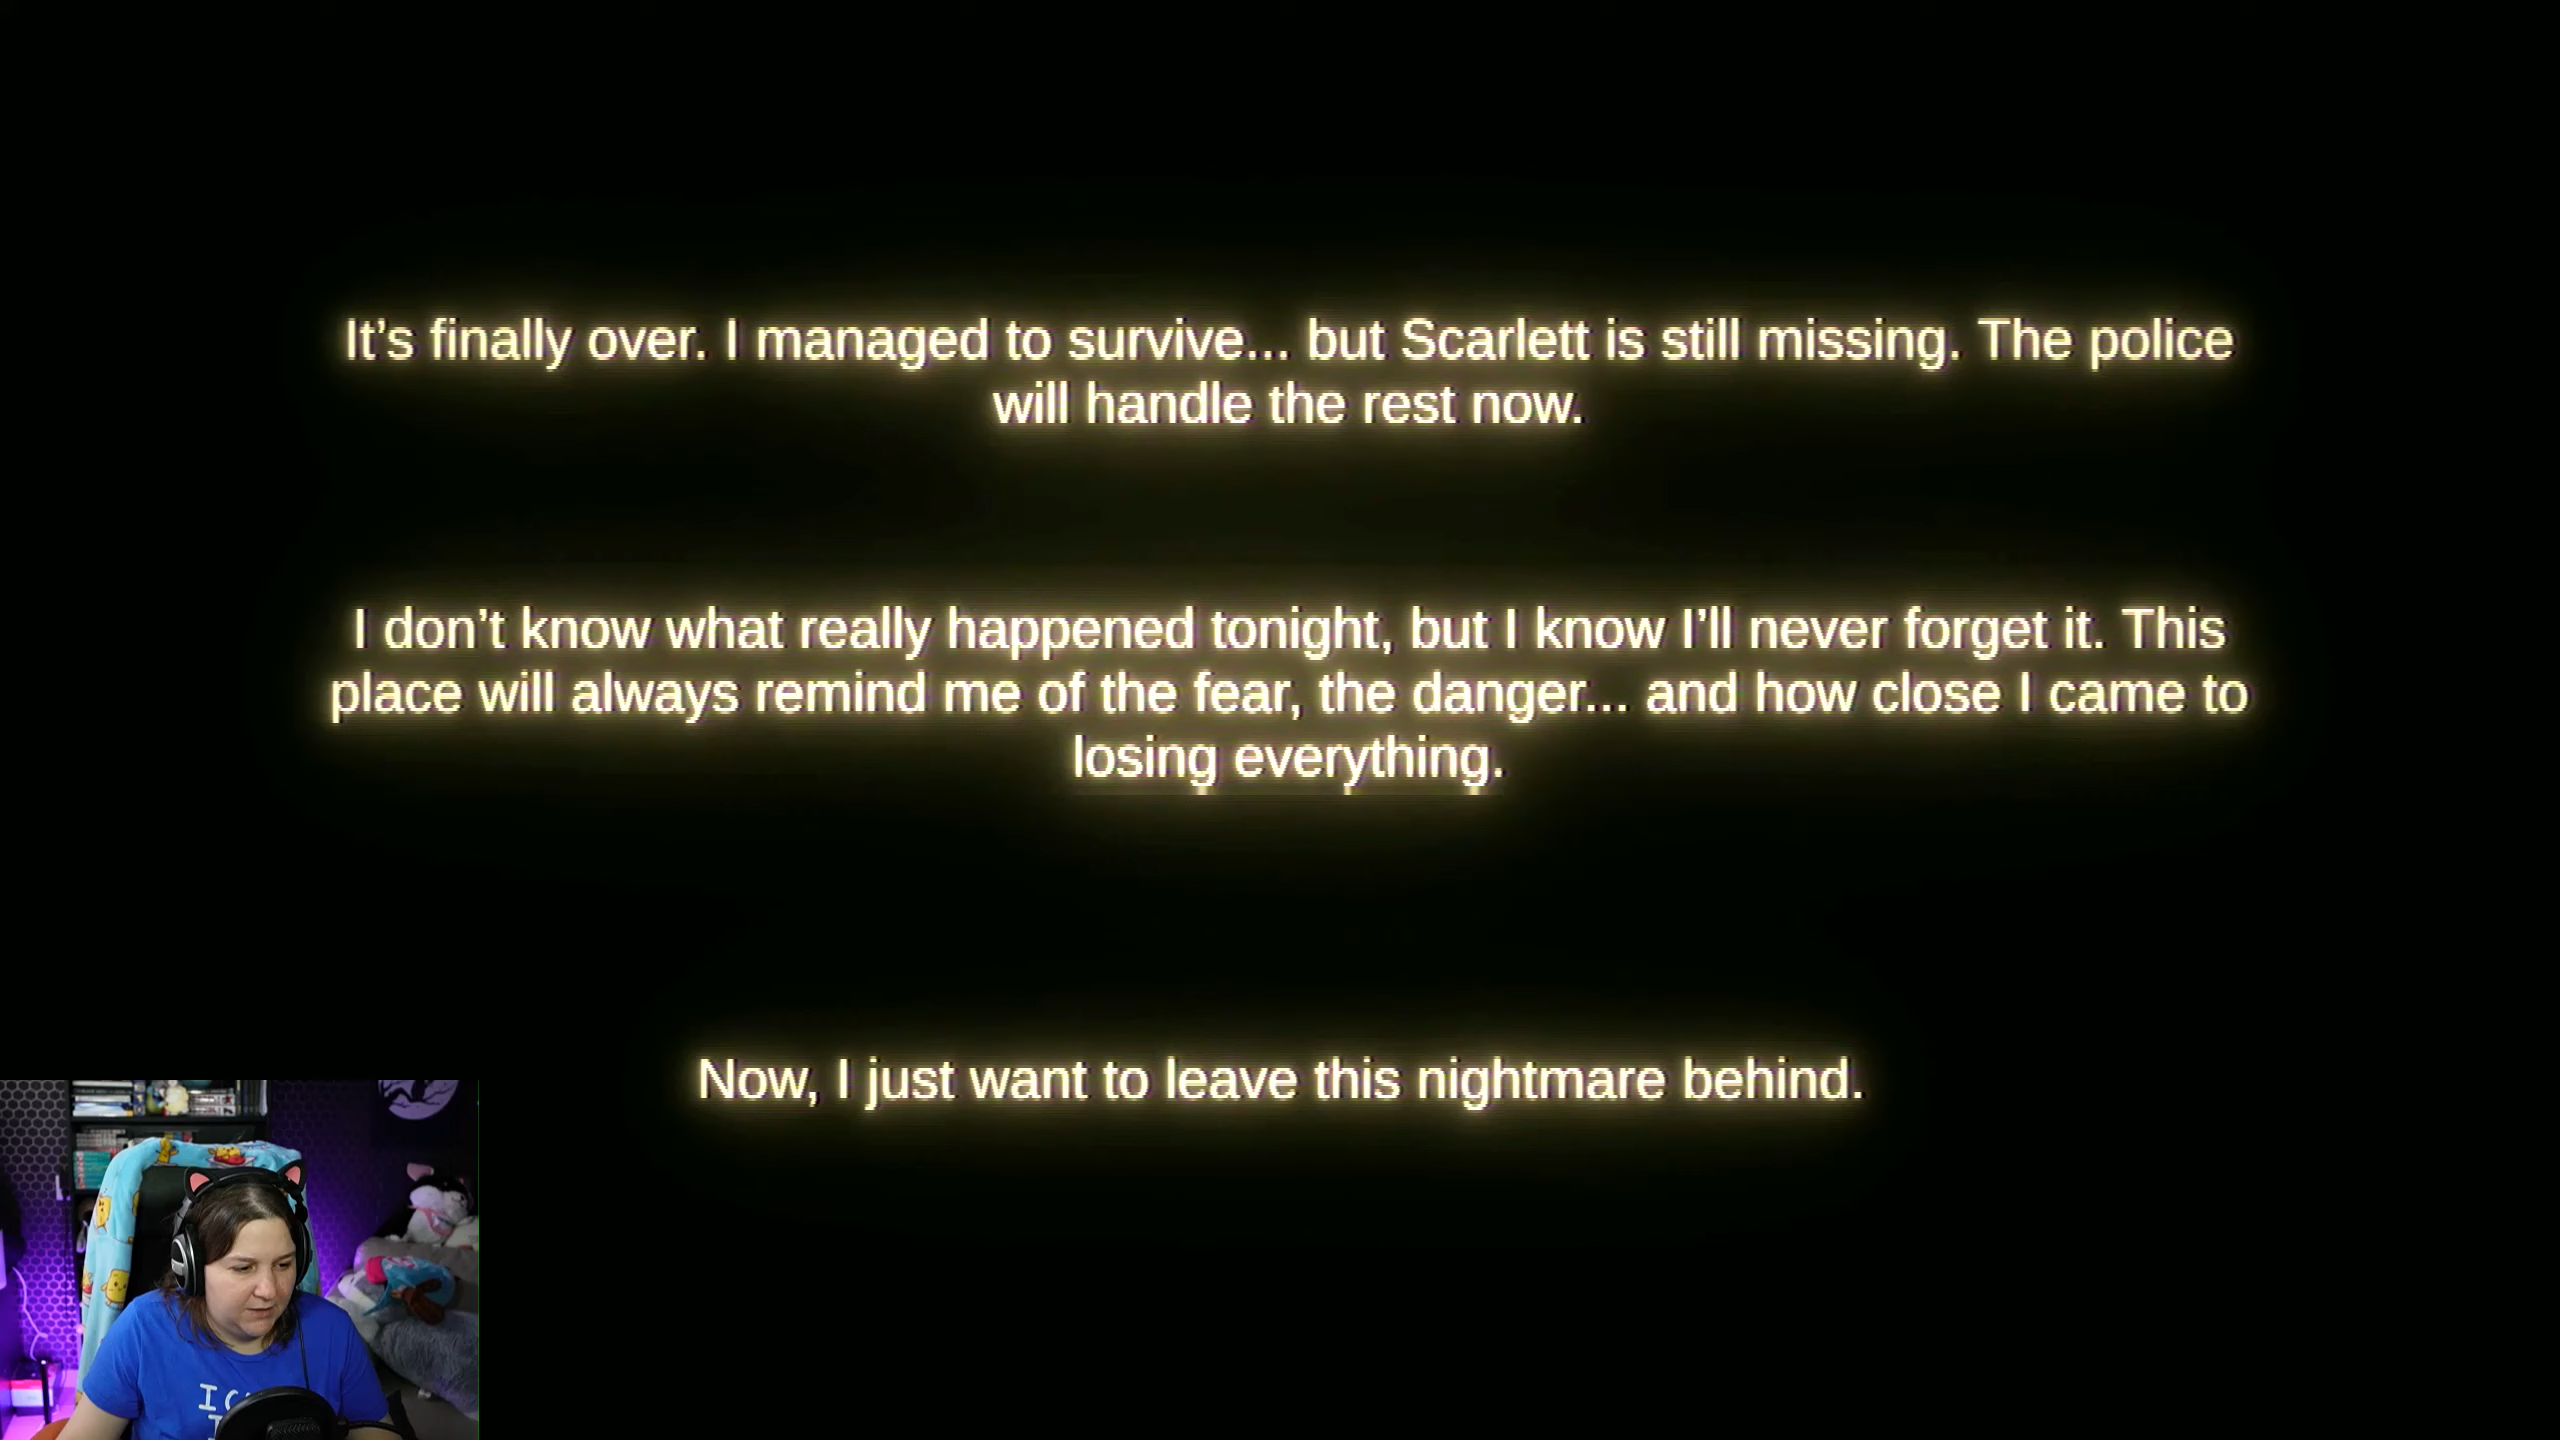 It’s finally over. I managed to survive... but Scarlett is still missing. The police
will handle the rest now.
I don’t know what really happened tonight, but I know I’ll never forget it. This
place will always remind me of the fear, the danger... and how close I came to
losing everything.
Now, I just want to leave this nightmare behind.